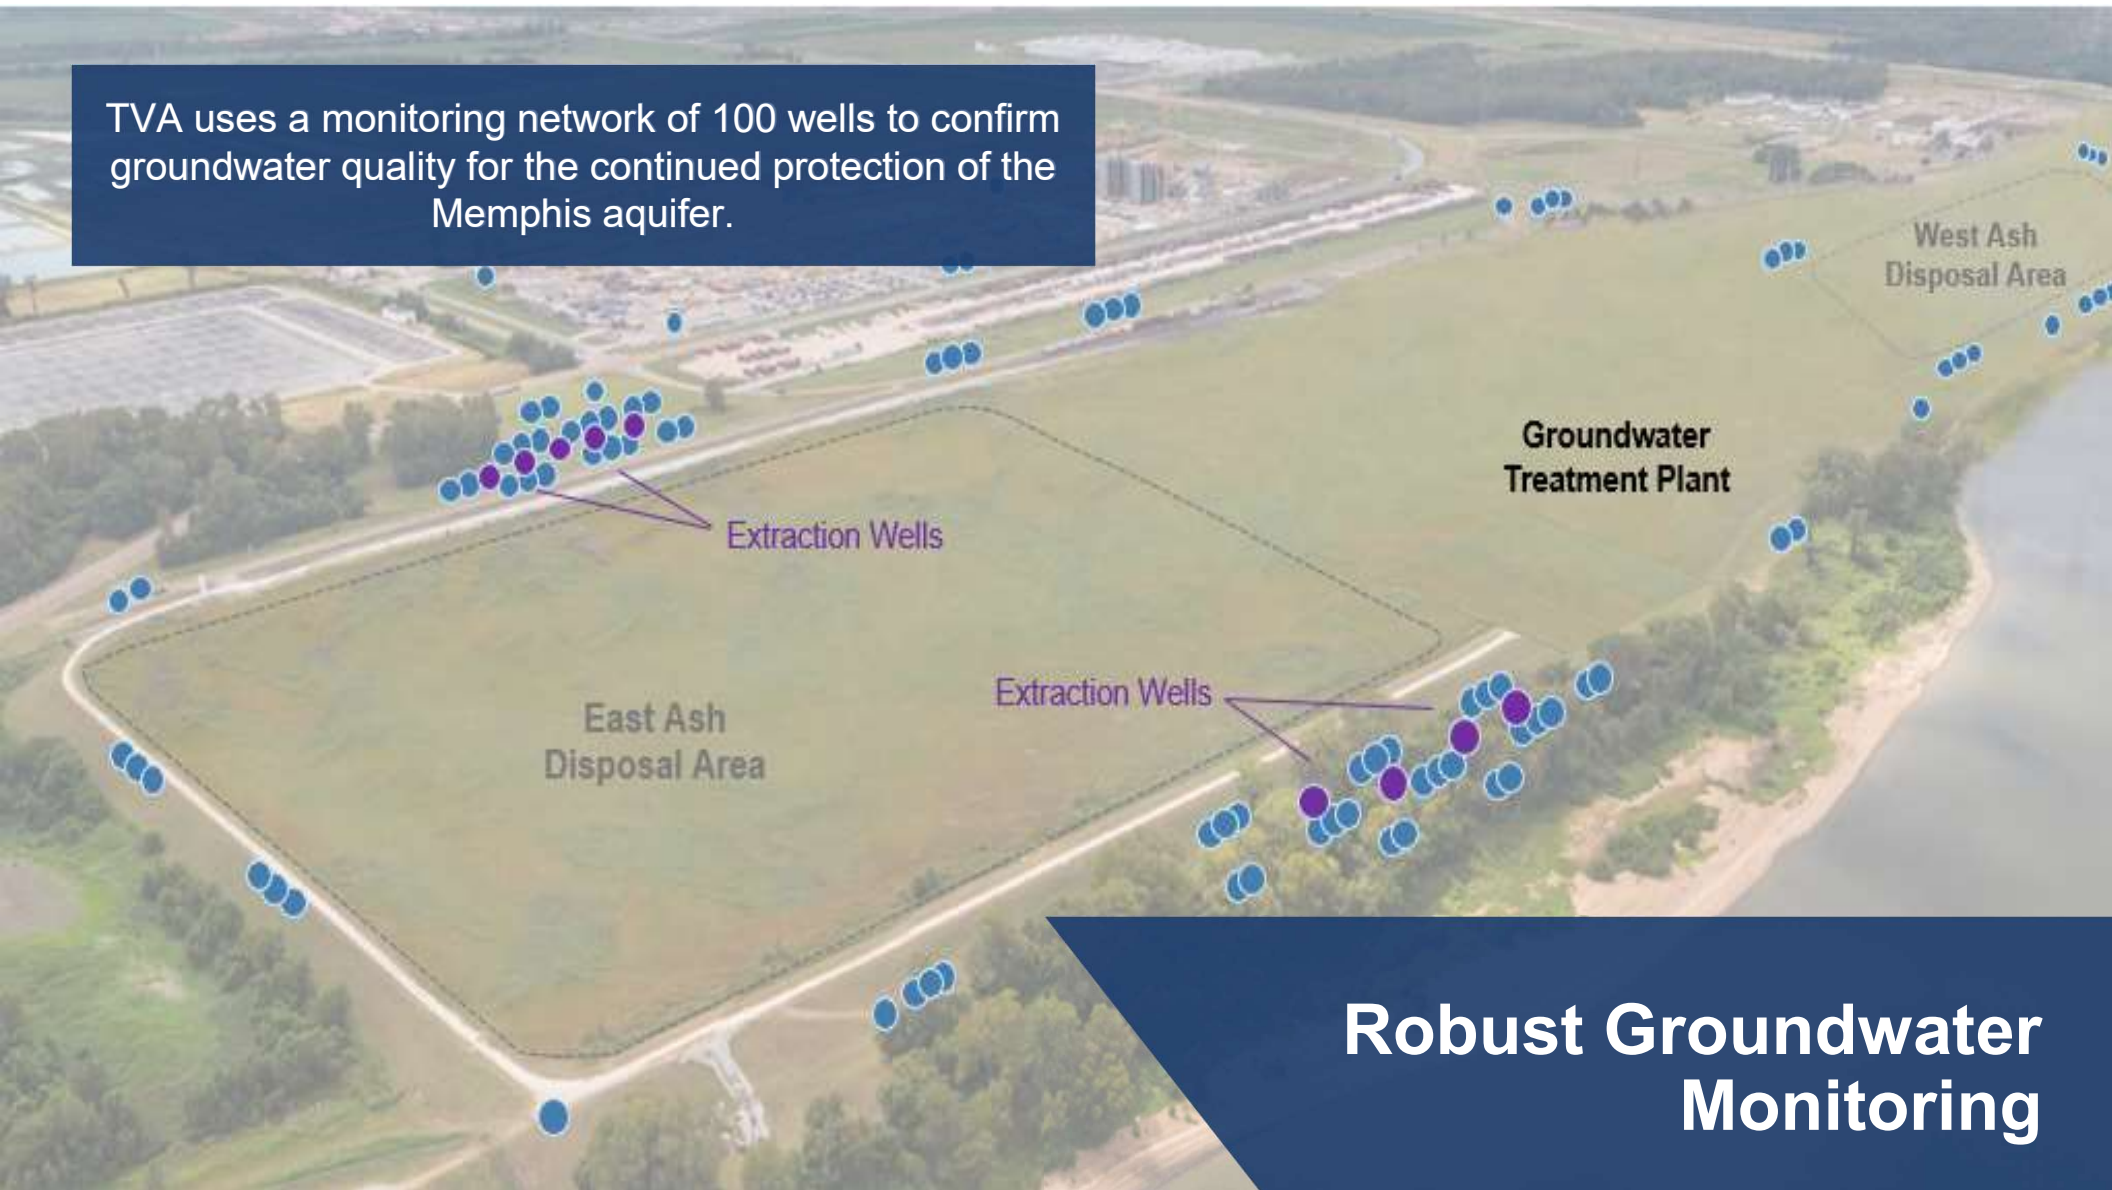 TVA uses a monitoring network of 100 wells to confirm
groundwater quality for the continued protection of the
Memphis aquifer.
West Ash
Disposal Area
Groundwater
Treatment Plant
Extraction Wells
Extraction Wells
East Ash
Disposal Area
Robust Groundwater
Monitoring